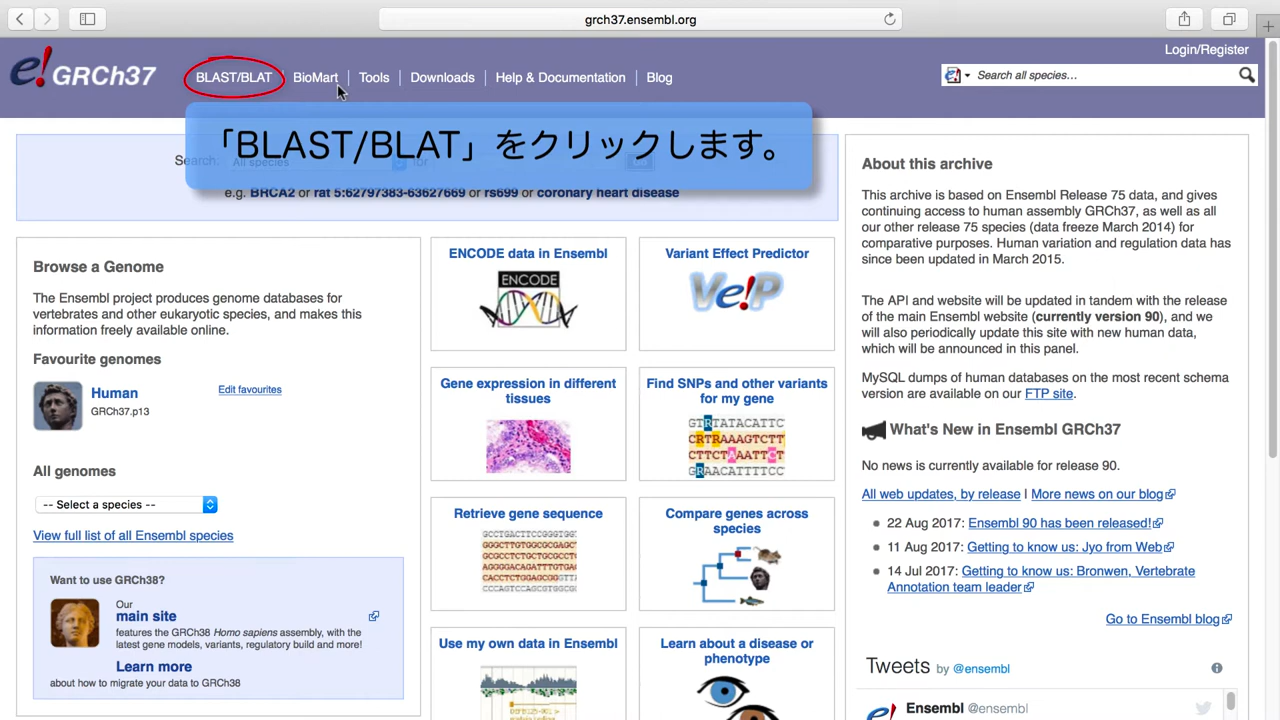 grch37.ensembl.org
Login/Register
e! GRCh37
BLAST/BLAT
BioMart
Tools
Downloads
Help & Documentation
Blog
Search all species…
「BLAST/BLAT」をクリックします。
Search:
All species
for
e.g. BRCA2 or rat 5:62797383-63627669 or rs699 or coronary heart disease
Browse a Genome
The Ensembl project produces genome databases for
vertebrates and other eukaryotic species, and makes this
information freely available online.
Favourite genomes
Human
Edit favourites
GRCh37.p13
All genomes
-- Select a species --
View full list of all Ensembl species
Want to use GRCh38?
Our
main site
features the GRCh38 Homo sapiens assembly, with the
latest gene models, variants, regulatory build and more!
Learn more
about how to migrate your data to GRCh38
ENCODE data in Ensembl
ENCODE
Variant Effect Predictor
Ve!P
Gene expression in different
tissues
Find SNPs and other variants
for my gene
GTRTATACATTC
CRTRAAAGTCTT
CTTCTAAATTCT
GRAACATTTTCC
Retrieve gene sequence
GCCTGACTTCCGGGTGG
GGGCTTGTGGCGCGAGC
GCGCCTCTGCTGCGCCT
AGGGGACAGATTTGTGA
CACCTCTGGAGCGGGTT
CCCAGTCCAGCGTGGCG
Compare genes across
species
Use my own data in Ensembl
Learn about a disease or
phenotype
About this archive
This archive is based on Ensembl Release 75 data, and gives
continuing access to human assembly GRCh37, as well as all
our other release 75 species (data freeze March 2014) for
comparative purposes. Human variation and regulation data has
since been updated in March 2015.
The API and website will be updated in tandem with the release
of the main Ensembl website (currently version 90), and we
will also periodically update this site with new human data,
which will be announced in this panel.
MySQL dumps of human databases on the most recent schema
version are available on our FTP site.
What's New in Ensembl GRCh37
No news is currently available for release 90.
All web updates, by release | More news on our blog
22 Aug 2017: Ensembl 90 has been released!
11 Aug 2017: Getting to know us: Jyo from Web
14 Jul 2017: Getting to know us: Bronwen, Vertebrate
Annotation team leader
Go to Ensembl blog
Tweets by @ensembl
Ensembl @ensembl